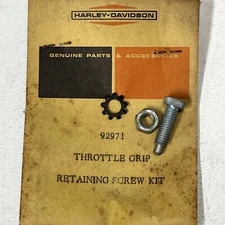 HARLEY-DAVIDSON
GENUINE PARTS & ACCESSORIES
92971
THROTTLE GRIP
RETAINING SCREW KIT